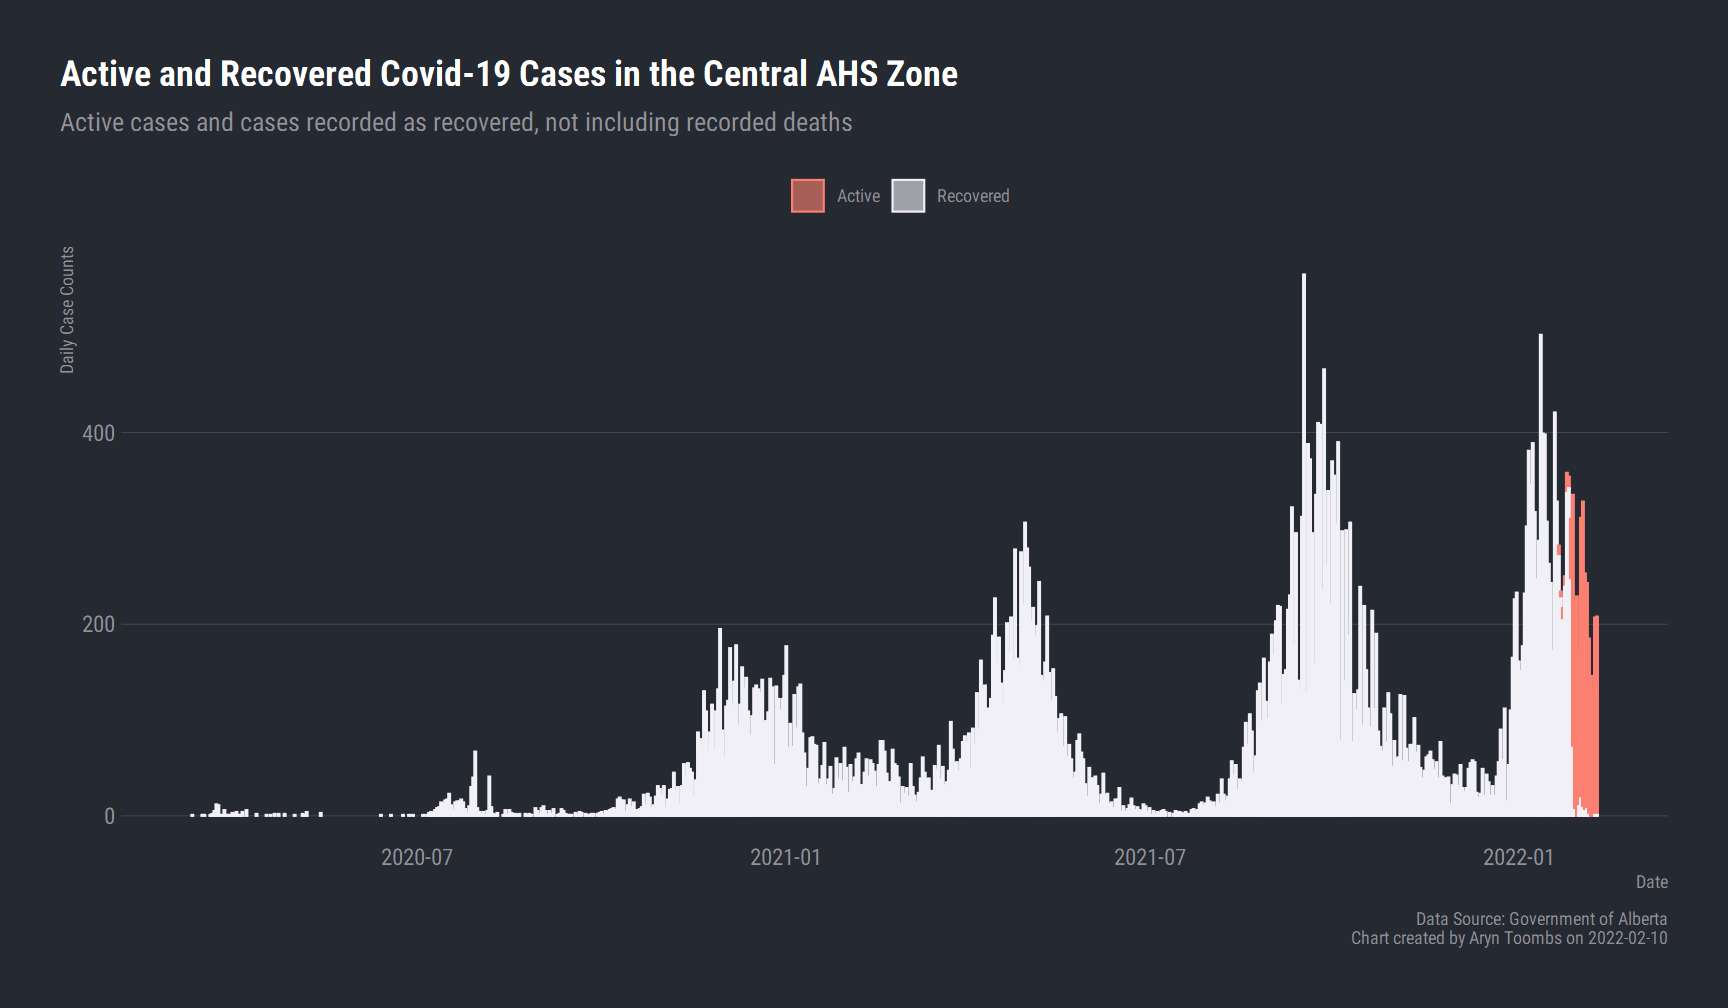 Active and Recovered Covid-19 Cases in the Central AHS Zone
Active cases and cases recorded as recovered, not including recorded deaths
Active
Recovered
Daily Case Counts
400
200
0
2020-07
2021-01
2021-07
2022-01
Date
Data Source: Government of Alberta
Chart created by Aryn Toombs on 2022-02-10